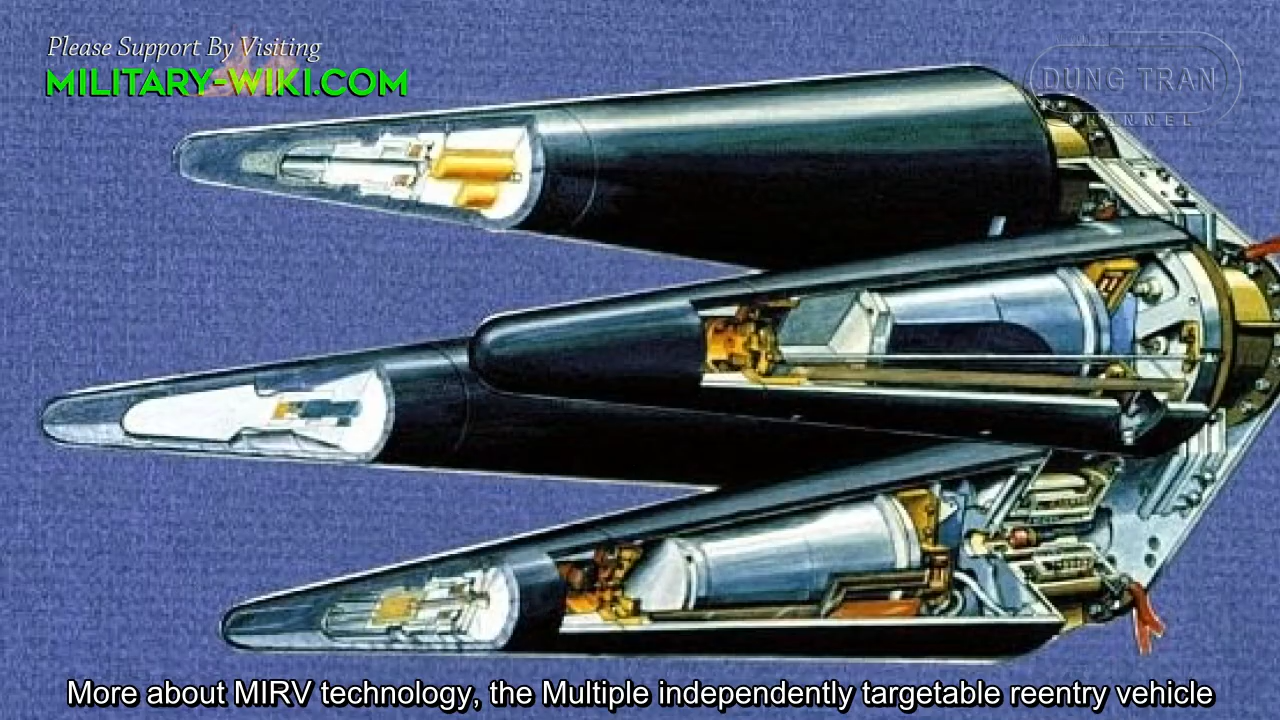 Please Support By Visiting
MILITARY-WIKI.COM
DUNG TRAN
CHANNEL
More about MIRV technology, the Multiple independently targetable reentry vehicle